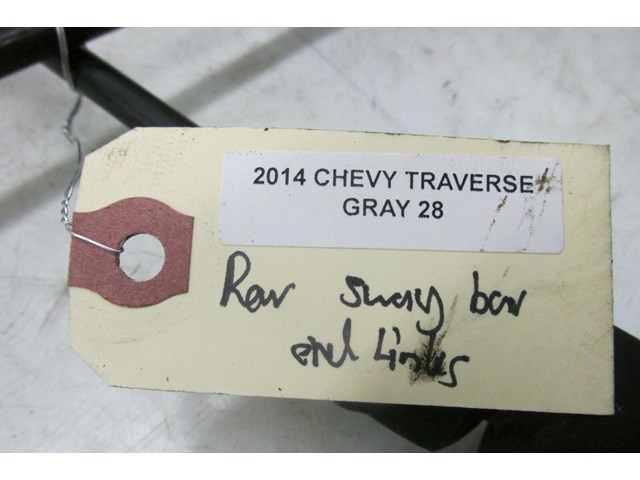 2014 CHEVY TRAVERSE
GRAY 28
Rear sway bar
end links